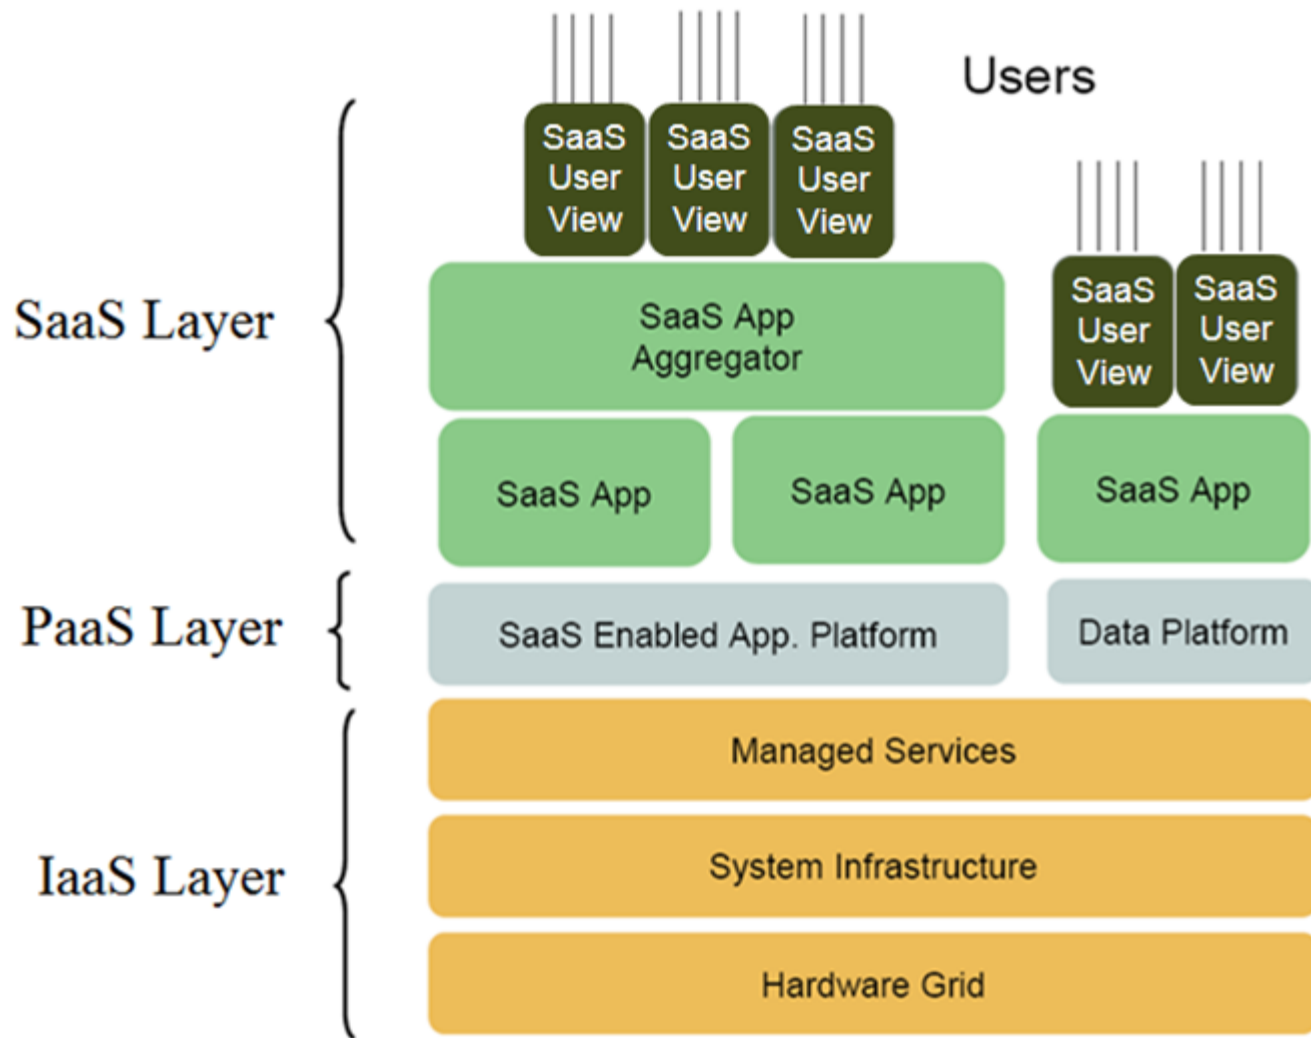 Users
SaaS
User
View
SaaS
User
View
SaaS
User
View
SaaS
User
View
SaaS
User
View
SaaS Layer
SaaS App
Aggregator
SaaS App
SaaS App
SaaS App
PaaS Layer
SaaS Enabled App. Platform
Data Platform
IaaS Layer
Managed Services
System Infrastructure
Hardware Grid